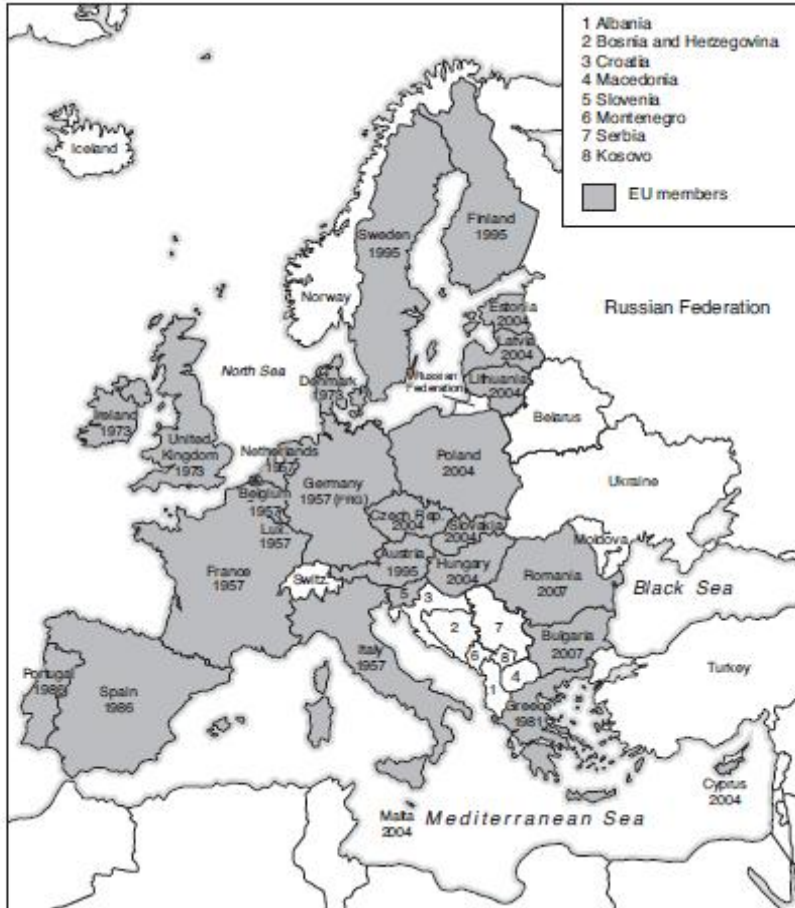 1 Albania
2 Bosnia and Herzegovina
3 Croatia
4 Macedonia
5 Slovenia
6 Montenegro
7 Serbia
8 Kosovo
EU members
Iceland
Finland
1995
Sweden
1995
Norway
Russian Federation
Estonia
2004
Latvia
2004
North Sea
Denmark
1973
Russian
Federation
Lithuania
2004
Ireland
1973
Belarus
United
Kingdom
1973
Netherlands
1957
Poland
2004
Germany
1957 (FRG)
Ukraine
Belgium
1957
Lux
1957
Czech Rep.
2004
Slovakia
2004
Moldova
France
1957
Switz.
Austria
1995
Hungary
2004
Romania
2007
Black Sea
5
3
2
7
Bulgaria
2007
Italy
1957
6
8
4
1
Turkey
Portugal
1986
Spain
1986
Greece
1981
Cyprus
2004
Malta
2004
Mediterranean Sea